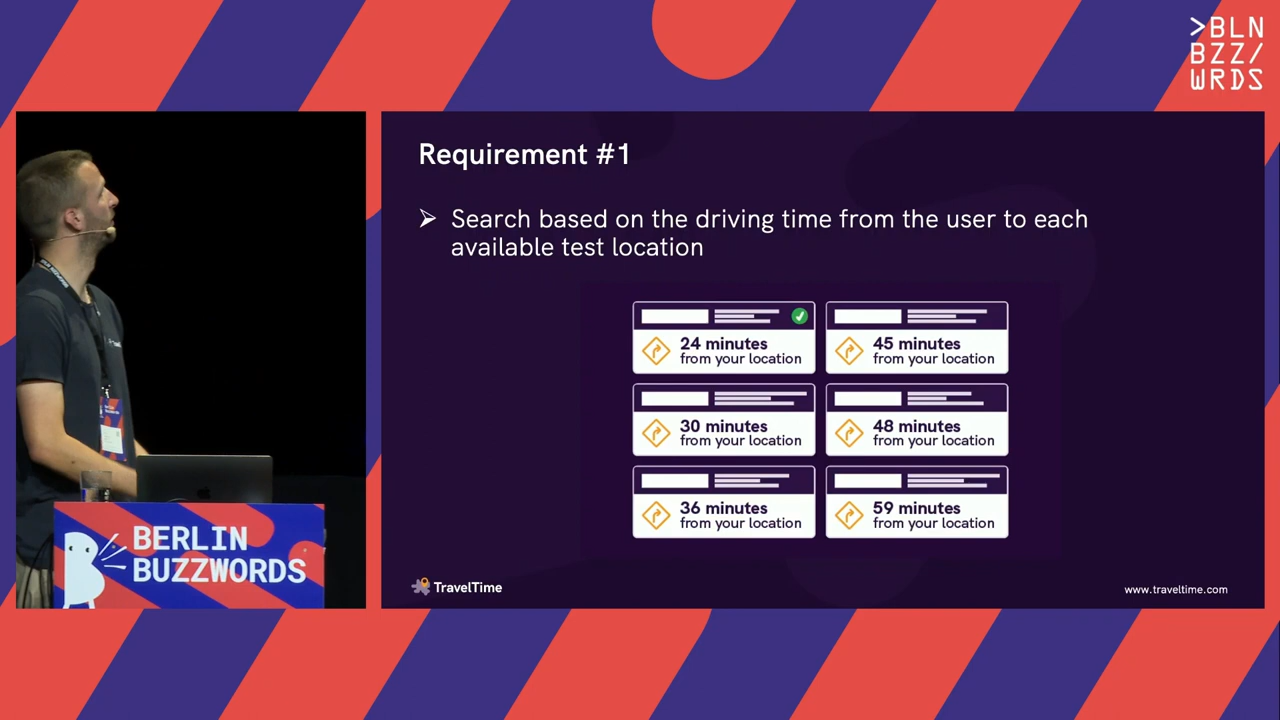 >BLN
BZZ/
WRDS
Requirement #1
➢ Search based on the driving time from the user to each
available test location
24 minutes
from your location
45 minutes
from your location
30 minutes
from your location
48 minutes
from your location
36 minutes
from your location
59 minutes
from your location
TravelTime
www.traveltime.com
BERLIN
BUZZWORDS